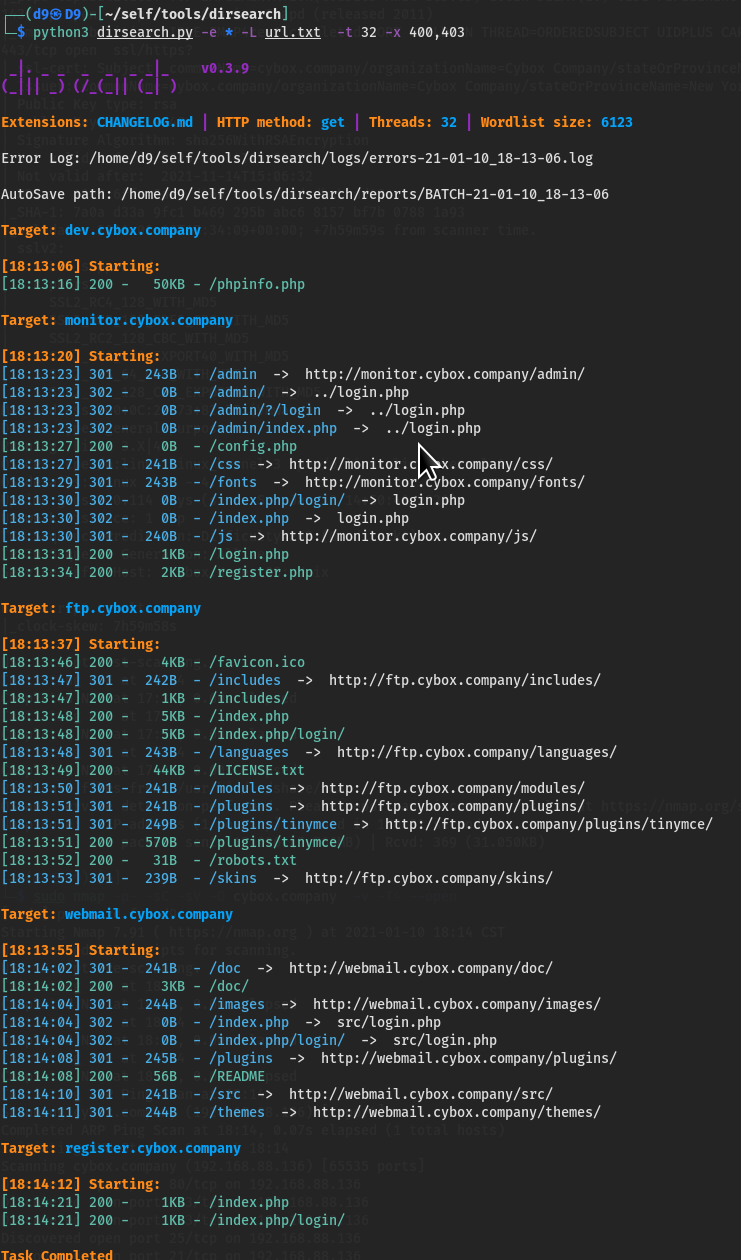 ┌──(d9㉿D9)-[~/self/tools/dirsearch]
└─$ python3 dirsearch.py -e * -L url.txt  -t 32 -x 400,403
 _|. _ _  _  _  _ _|_    v0.3.9
(_||| _) (/_(_|| (_| )
Extensions: CHANGELOG.md | HTTP method: get | Threads: 32 | Wordlist size: 6123
Error Log: /home/d9/self/tools/dirsearch/logs/errors-21-01-10_18-13-06.log
AutoSave path: /home/d9/self/tools/dirsearch/reports/BATCH-21-01-10_18-13-06
Target: dev.cybox.company
[18:13:06] Starting:
[18:13:16] 200 -   50KB - /phpinfo.php
Target: monitor.cybox.company
[18:13:20] Starting:
[18:13:23] 301 -  243B  - /admin  ->  http://monitor.cybox.company/admin/
[18:13:23] 302 -    0B  - /admin/  ->  ../login.php
[18:13:23] 302 -    0B  - /admin/?/login  ->  ../login.php
[18:13:23] 302 -    0B  - /admin/index.php  ->  ../login.php
[18:13:27] 200 -    0B  - /config.php
[18:13:27] 301 -  241B  - /css  ->  http://monitor.cybox.company/css/
[18:13:29] 301 -  243B  - /fonts  ->  http://monitor.cybox.company/fonts/
[18:13:30] 302 -    0B  - /index.php/login/  ->  login.php
[18:13:30] 302 -    0B  - /index.php  ->  login.php
[18:13:30] 301 -  240B  - /js  ->  http://monitor.cybox.company/js/
[18:13:31] 200 -    1KB - /login.php
[18:13:34] 200 -    2KB - /register.php
Target: ftp.cybox.company
[18:13:37] Starting:
[18:13:46] 200 -    4KB - /favicon.ico
[18:13:47] 301 -  242B  - /includes  ->  http://ftp.cybox.company/includes/
[18:13:47] 200 -    1KB - /includes/
[18:13:48] 200 -    5KB - /index.php
[18:13:48] 200 -    5KB - /index.php/login/
[18:13:48] 301 -  243B  - /languages  ->  http://ftp.cybox.company/languages/
[18:13:49] 200 -   44KB - /LICENSE.txt
[18:13:50] 301 -  241B  - /modules  ->  http://ftp.cybox.company/modules/
[18:13:51] 301 -  241B  - /plugins  ->  http://ftp.cybox.company/plugins/
[18:13:51] 301 -  249B  - /plugins/tinymce  ->  http://ftp.cybox.company/plugins/tinymce/
[18:13:51] 200 -  570B  - /plugins/tinymce/
[18:13:52] 200 -   31B  - /robots.txt
[18:13:53] 301 -  239B  - /skins  ->  http://ftp.cybox.company/skins/
Target: webmail.cybox.company
[18:13:55] Starting:
[18:14:02] 301 -  241B  - /doc  ->  http://webmail.cybox.company/doc/
[18:14:02] 200 -    3KB - /doc/
[18:14:04] 301 -  244B  - /images  ->  http://webmail.cybox.company/images/
[18:14:04] 302 -    0B  - /index.php  ->  src/login.php
[18:14:04] 302 -    0B  - /index.php/login/  ->  src/login.php
[18:14:08] 301 -  245B  - /plugins  ->  http://webmail.cybox.company/plugins/
[18:14:08] 200 -   56B  - /README
[18:14:10] 301 -  241B  - /src  ->  http://webmail.cybox.company/src/
[18:14:11] 301 -  244B  - /themes  ->  http://webmail.cybox.company/themes/
Target: register.cybox.company
[18:14:12] Starting:
[18:14:21] 200 -    1KB - /index.php
[18:14:21] 200 -    1KB - /index.php/login/
Task Completed